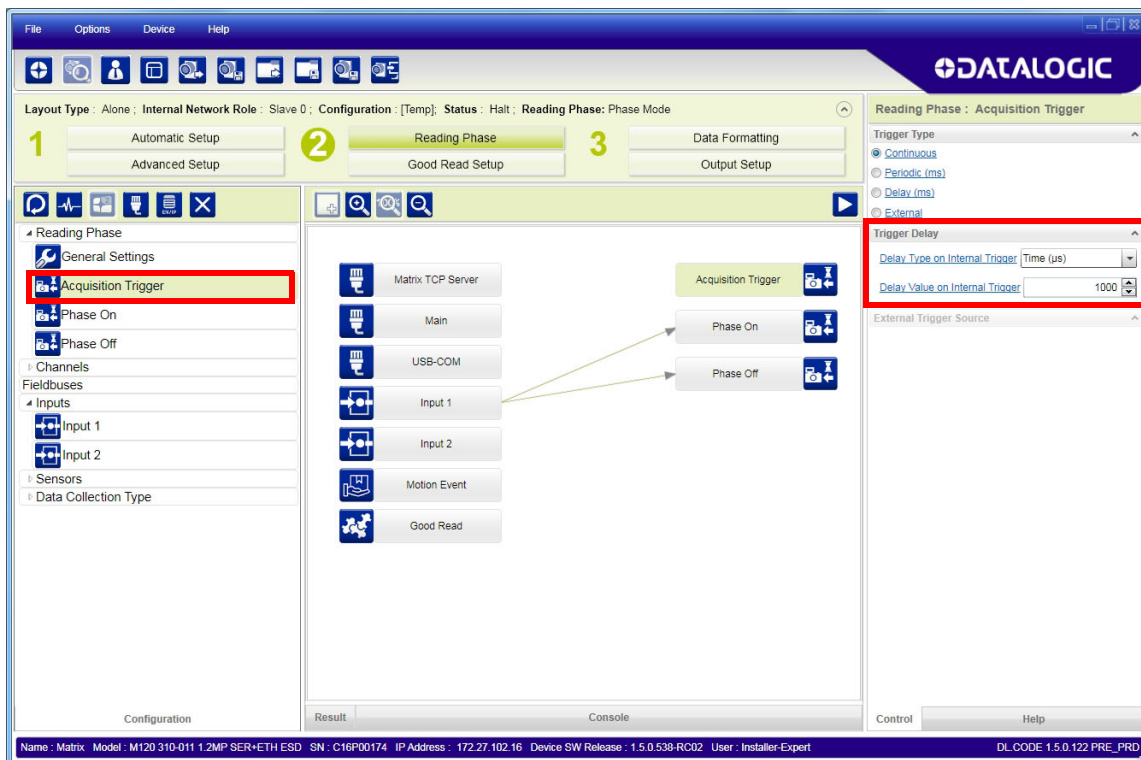 File Options Device Help
DATALOGIC
Layout Type : Alone ; Internal Network Role : Slave 0 ; Configuration : [Temp]; Status : Halt ; Reading Phase: Phase Mode
1 Automatic Setup
Advanced Setup
2 Reading Phase
Good Read Setup
3 Data Formatting
Output Setup
EX/IP
Reading Phase
General Settings
Acquisition Trigger
Phase On
Phase Off
Channels
Fieldbuses
Inputs
Input 1
Input 2
Sensors
Data Collection Type
Configuration
Matrix TCP Server
Main
USB-COM
Input 1
Input 2
Motion Event
Good Read
Acquisition Trigger
Phase On
Phase Off
Result Console
Reading Phase : Acquisition Trigger
Trigger Type
Continuous
Periodic (ms)
Delay (ms)
External
Trigger Delay
Delay Type on Internal Trigger Time (µs)
Delay Value on Internal Trigger 1000
External Trigger Source
Control Help
Name : Matrix Model : M120 310-011 1.2MP SER+ETH ESD SN : C16P00174 IP Address : 172.27.102.16 Device SW Release : 1.5.0.538-RC02 User : Installer-Expert DL.CODE 1.5.0.122 PRE_PRD